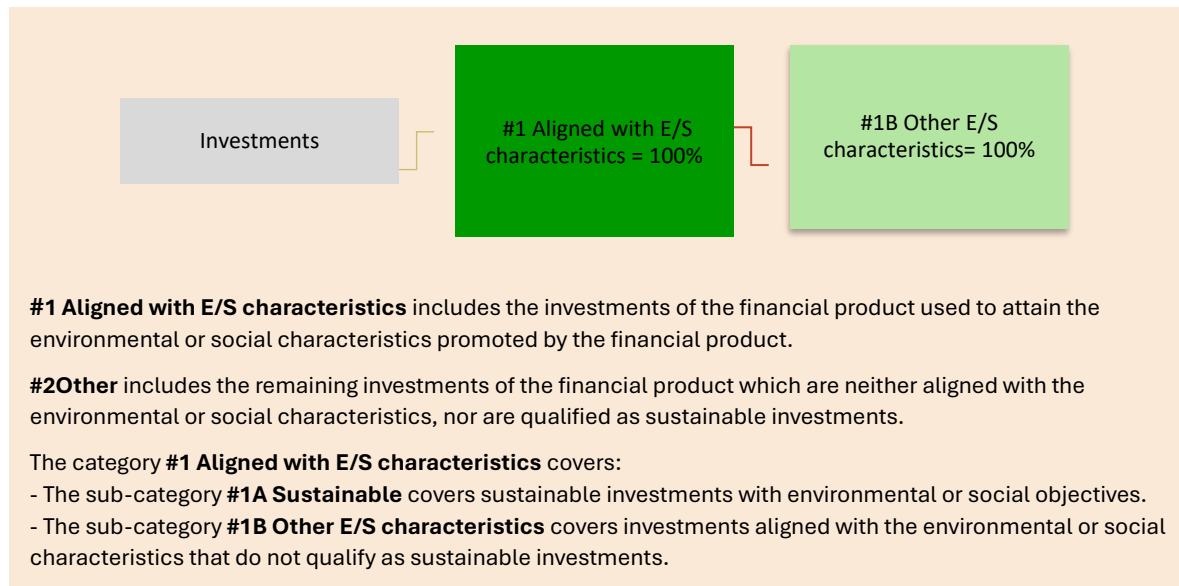 Investments
#1 Aligned with E/S
characteristics = 100%
#1B Other E/S
characteristics= 100%
#1 Aligned with E/S characteristics includes the investments of the financial product used to attain the
environmental or social characteristics promoted by the financial product.
#2Other includes the remaining investments of the financial product which are neither aligned with the
environmental or social characteristics, nor are qualified as sustainable investments.
The category #1 Aligned with E/S characteristics covers:
- The sub-category #1A Sustainable covers sustainable investments with environmental or social objectives.
- The sub-category #1B Other E/S characteristics covers investments aligned with the environmental or social
characteristics that do not qualify as sustainable investments.